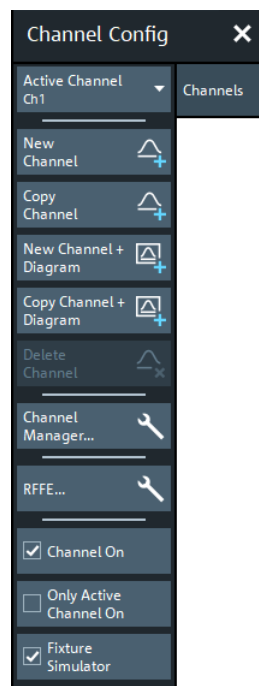 Channel Config
Active Channel
Ch1
Channels
New
Channel
Copy
Channel
New Channel +
Diagram
Copy Channel +
Diagram
Delete
Channel
Channel
Manager...
RFFE...
Channel On
Only Active
Channel On
Fixture
Simulator